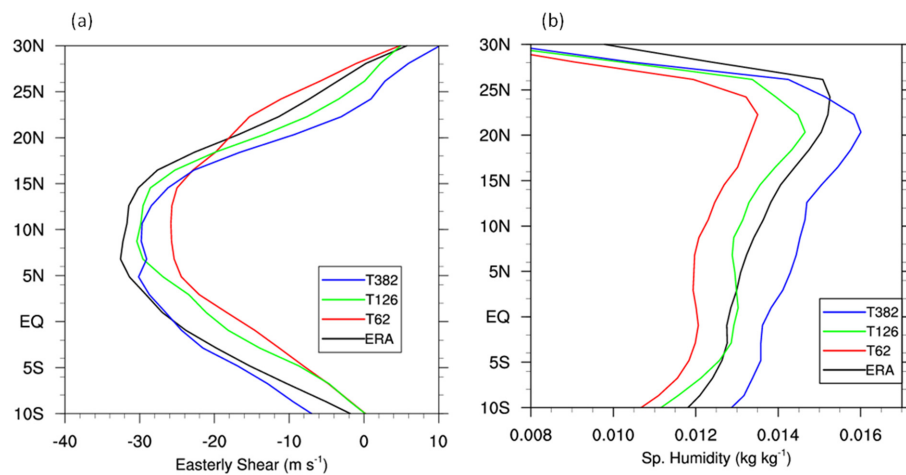 (a)
(b)
30N
25N
20N
15N
10N
5N
EQ
5S
10S
T382
T126
T62
ERA
-40 -30 -20 -10 0 10
Easterly Shear (m s⁻¹)
30N
25N
20N
15N
10N
5N
EQ
5S
10S
T382
T126
T62
ERA
0.008 0.010 0.012 0.014 0.016
Sp. Humidity (kg kg⁻¹)